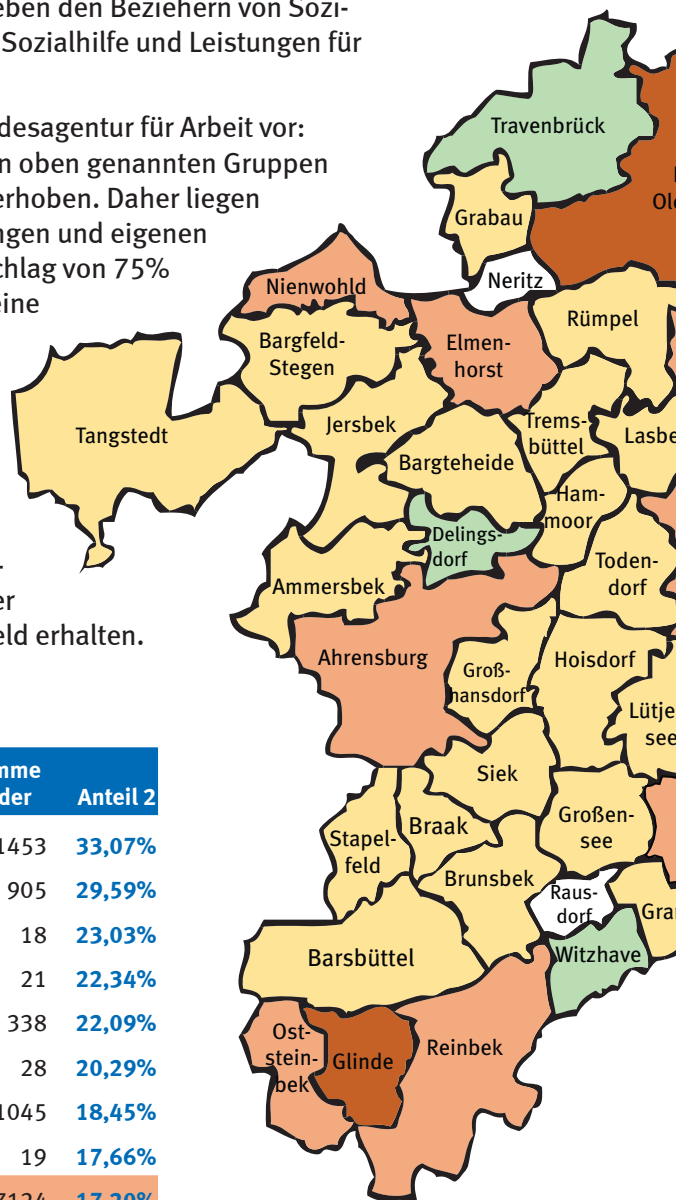 eben den Beziehern von Sozi-
Sozialhilfe und Leistungen für
desagentur für Arbeit vor:
n oben genannten Gruppen
erhoben. Daher liegen
ngen und eigenen
chlag von 75%
eine
er
eld erhalten.
Travenbrück
Old
Grabau
Neritz
Nienwohld
Rümpel
Bargfeld-
Stegen
Elmen-
horst
Tangstedt
Jersbek
Trems-
büttel
Lasbe
Bargteheide
Ham-
moor
Delings-
dorf
Toden-
dorf
Ammersbek
Ahrensburg
Groß-
hansdorf
Hoisdorf
Lütje
see
Siek
Stapel-
feld
Braak
Großen-
see
Brunsbek
Raus-
dorf
Gra
Barsbüttel
Witzhave
Ost-
stein-
bek
Glinde
Reinbek
mme
der Anteil 2
1453 33,07%
905 29,59%
18 23,03%
21 22,34%
338 22,09%
28 20,29%
1045 18,45%
19 17,66%
7124 17,20%